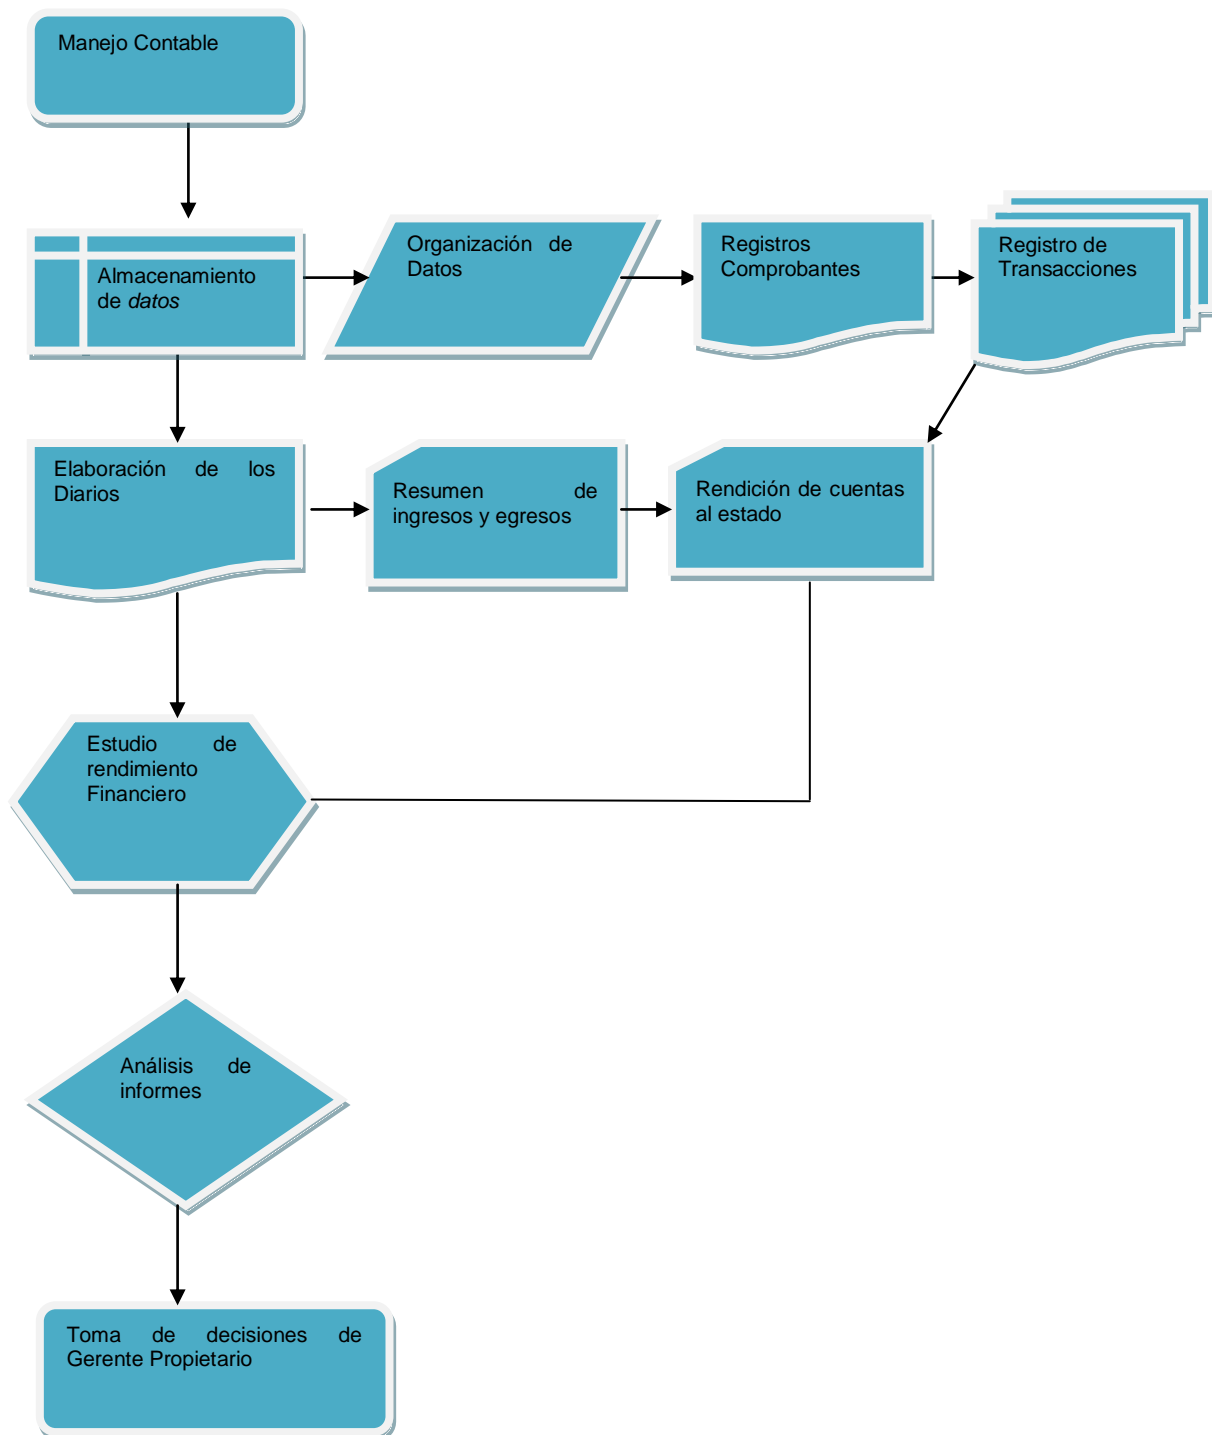 Manejo Contable
Almacenamiento
de datos
Organización de
Datos
Registros
Comprobantes
Registro de
Transacciones
Elaboración de los
Diarios
Resumen de
ingresos y egresos
Rendición de cuentas
al estado
Estudio de
rendimiento
Financiero
Análisis de
informes
Toma de decisiones de
Gerente Propietario